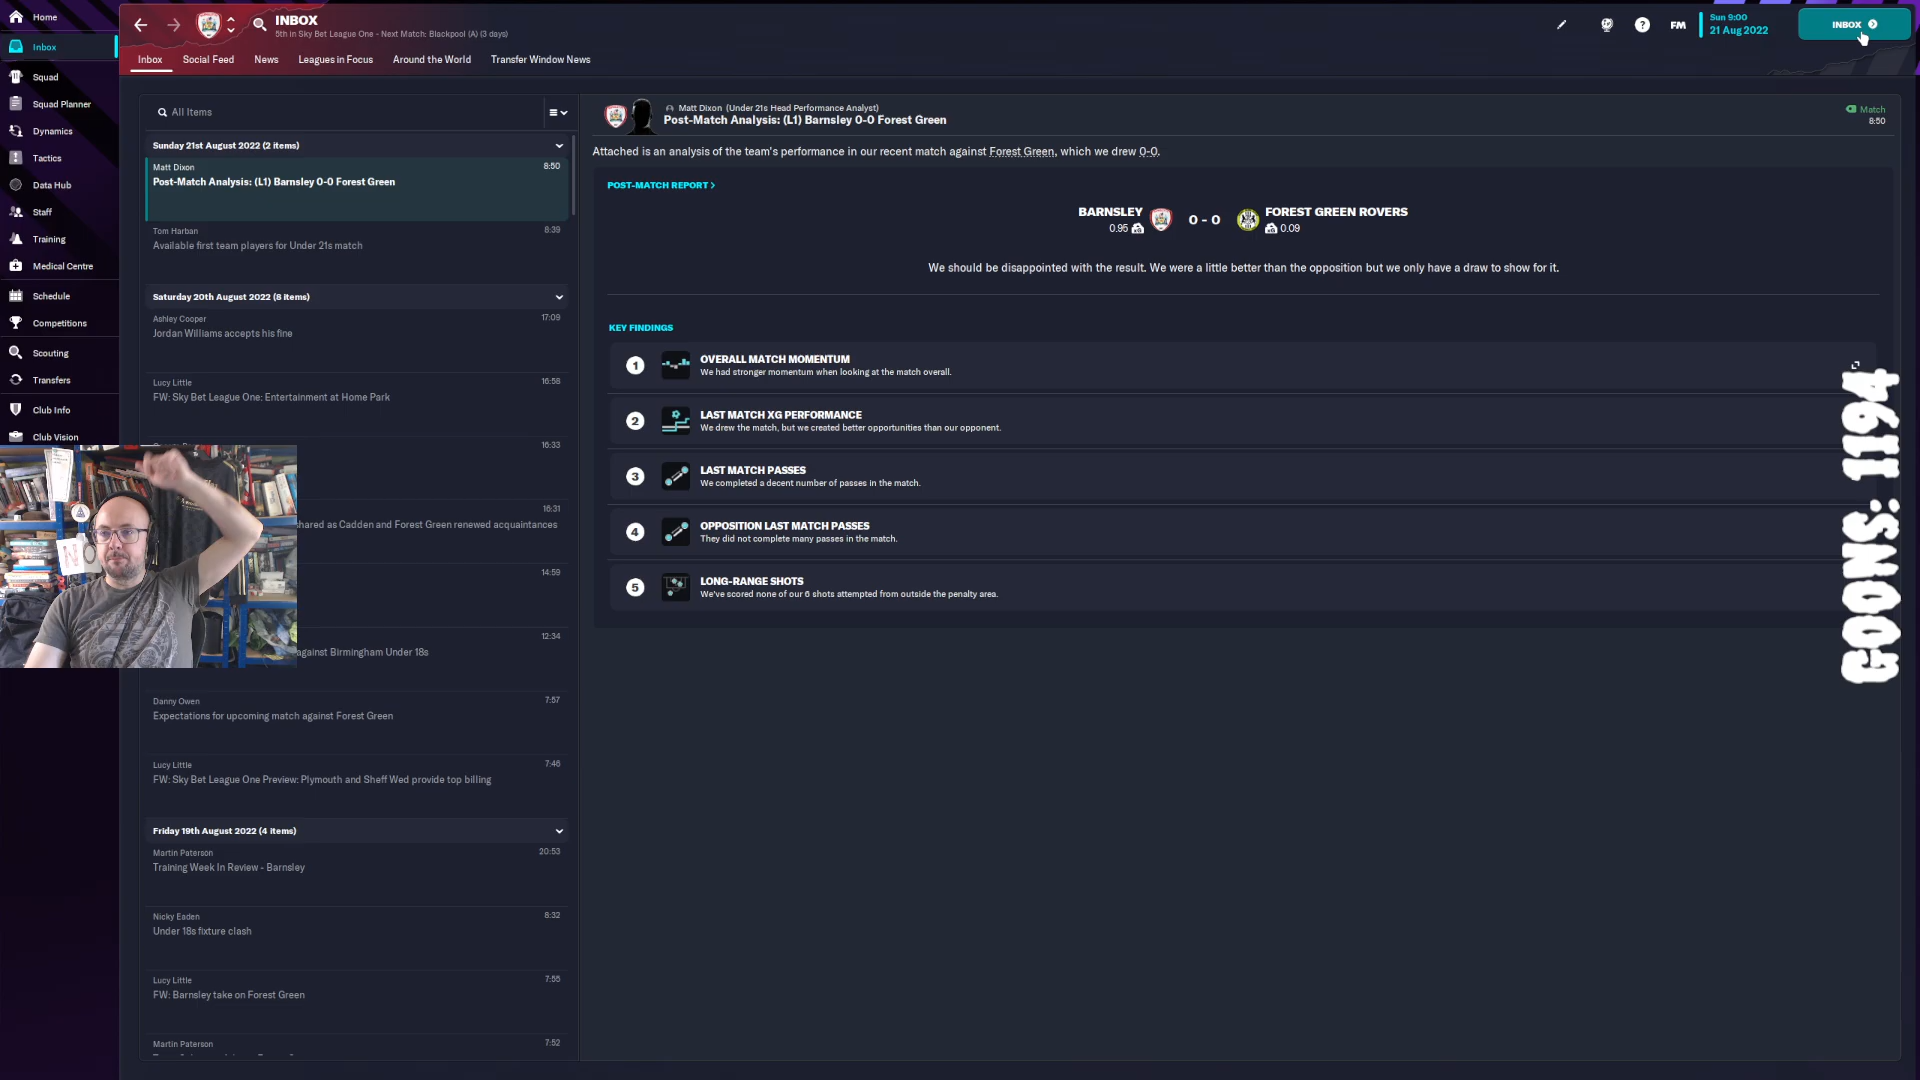 Home
Inbox
Squad
Squad Planner
Dynamics
Tactics
Data Hub
Staff
Training
Medical Centre
Schedule
Competitions
Scouting
Transfers
Club Info
Club Vision
INBOX
5th in Sky Bet League One - Next Match: Blackpool (A) (3 days)
FM
Sun 9:00
21 Aug 2022
INBOX
Inbox
Social Feed
News
Leagues in Focus
Around the World
Transfer Window News
All Items
Sunday 21st August 2022 (2 items)
Matt Dixon
8:50
Post-Match Analysis: (L1) Barnsley 0-0 Forest Green
Tom Harban
8:39
Available first team players for Under 21s match
Saturday 20th August 2022 (8 items)
Ashley Cooper
17:09
Jordan Williams accepts his fine
Lucy Little
16:58
FW: Sky Bet League One: Entertainment at Home Park
16:33
16:31
hared as Cadden and Forest Green renewed acquaintances
14:59
12:34
against Birmingham Under 18s
Danny Owen
7:57
Expectations for upcoming match against Forest Green
Lucy Little
7:46
FW: Sky Bet League One Preview: Plymouth and Sheff Wed provide top billing
Friday 19th August 2022 (4 items)
Martin Paterson
20:53
Training Week In Review - Barnsley
Nicky Eaden
8:32
Under 18s fixture clash
Lucy Little
7:55
FW: Barnsley take on Forest Green
Martin Paterson
7:52
Matt Dixon (Under 21s Head Performance Analyst)
Post-Match Analysis: (L1) Barnsley 0-0 Forest Green
Match
8:50
Attached is an analysis of the team's performance in our recent match against Forest Green, which we drew 0-0.
POST-MATCH REPORT >
BARNSLEY
0.95
0 - 0
FOREST GREEN ROVERS
0.09
We should be disappointed with the result. We were a little better than the opposition but we only have a draw to show for it.
KEY FINDINGS
1
OVERALL MATCH MOMENTUM
We had stronger momentum when looking at the match overall.
2
LAST MATCH XG PERFORMANCE
We drew the match, but we created better opportunities than our opponent.
3
LAST MATCH PASSES
We completed a decent number of passes in the match.
4
OPPOSITION LAST MATCH PASSES
They did not complete many passes in the match.
5
LONG-RANGE SHOTS
We've scored none of our 6 shots attempted from outside the penalty area.
GOONS: 1194